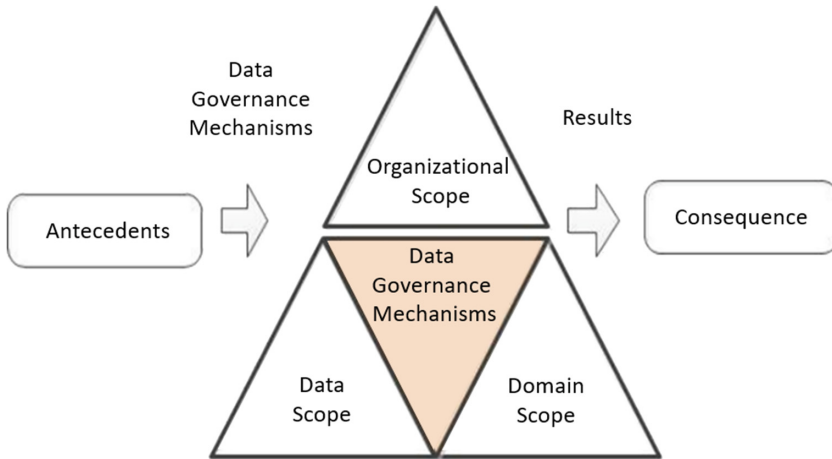 Data
Governance
Mechanisms
Results
Organizational
Scope
Antecedents
Consequence
Data
Governance
Mechanisms
Data
Scope
Domain
Scope